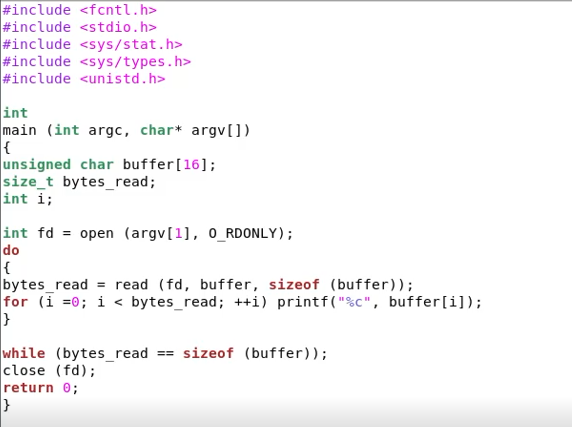 #include <fcntl.h>
#include <stdio.h>
#include <sys/stat.h>
#include <sys/types.h>
#include <unistd.h>
int
main (int argc, char* argv[])
{
unsigned char buffer[16];
size_t bytes_read;
int i;
int fd = open (argv[1], O_RDONLY);
do
{
bytes_read = read (fd, buffer, sizeof (buffer));
for (i =0; i < bytes_read; ++i) printf("%c", buffer[i]);
}
while (bytes_read == sizeof (buffer));
close (fd);
return 0;
}